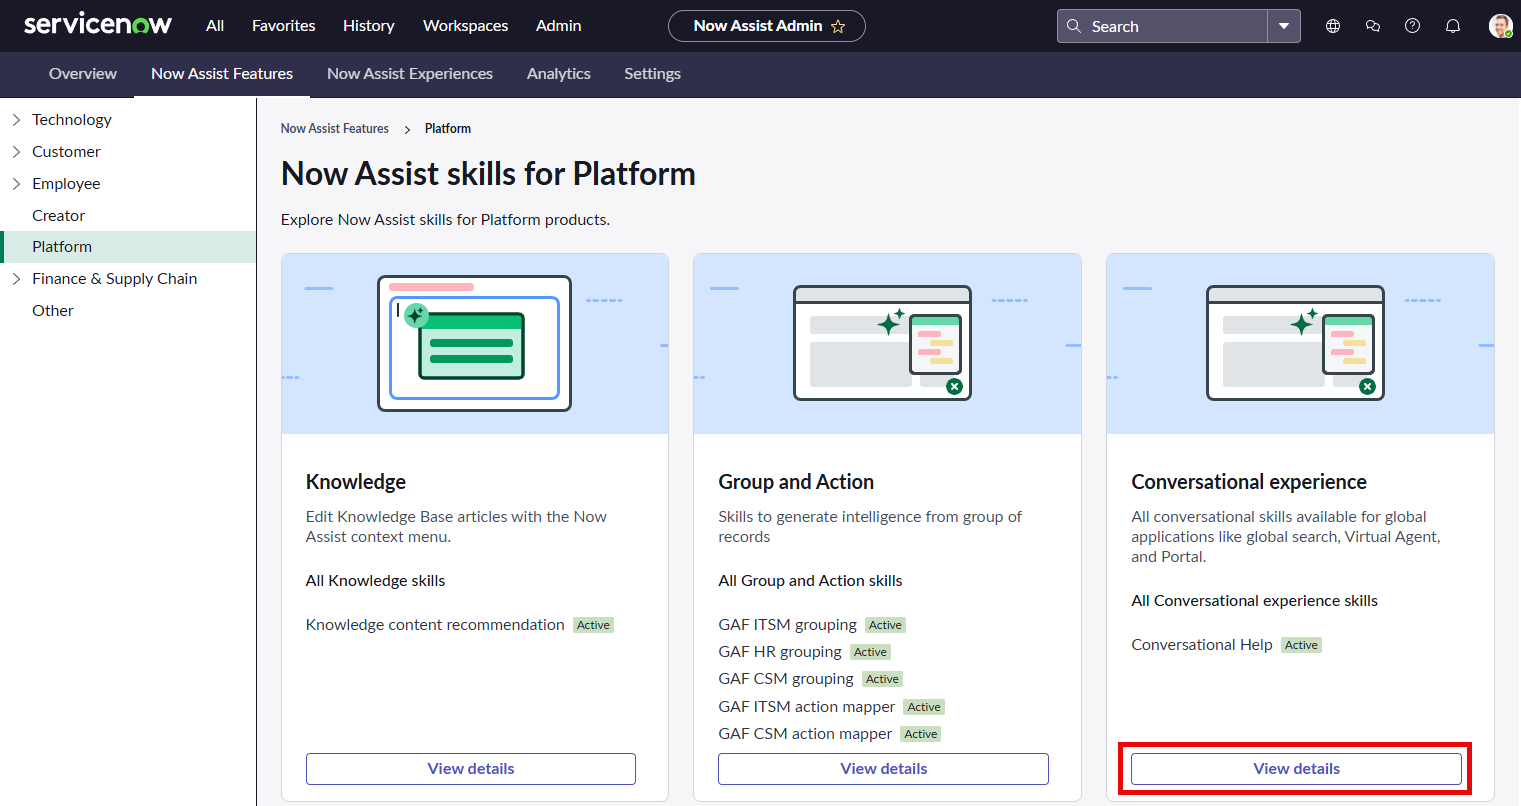 servicenow
All
Favorites
History
Workspaces
Admin
Now Assist Admin
Search
Overview
Now Assist Features
Now Assist Experiences
Analytics
Settings
Technology
Customer
Employee
Creator
Platform
Finance & Supply Chain
Other
Now Assist Features > Platform
Now Assist skills for Platform
Explore Now Assist skills for Platform products.
Knowledge
Edit Knowledge Base articles with the Now
Assist context menu.
All Knowledge skills
Knowledge content recommendation Active
View details
Group and Action
Skills to generate intelligence from group of
records
All Group and Action skills
GAF ITSM grouping Active
GAF HR grouping Active
GAF CSM grouping Active
GAF ITSM action mapper Active
GAF CSM action mapper Active
View details
Conversational experience
All conversational skills available for global
applications like global search, Virtual Agent,
and Portal.
All Conversational experience skills
Conversational Help Active
View details